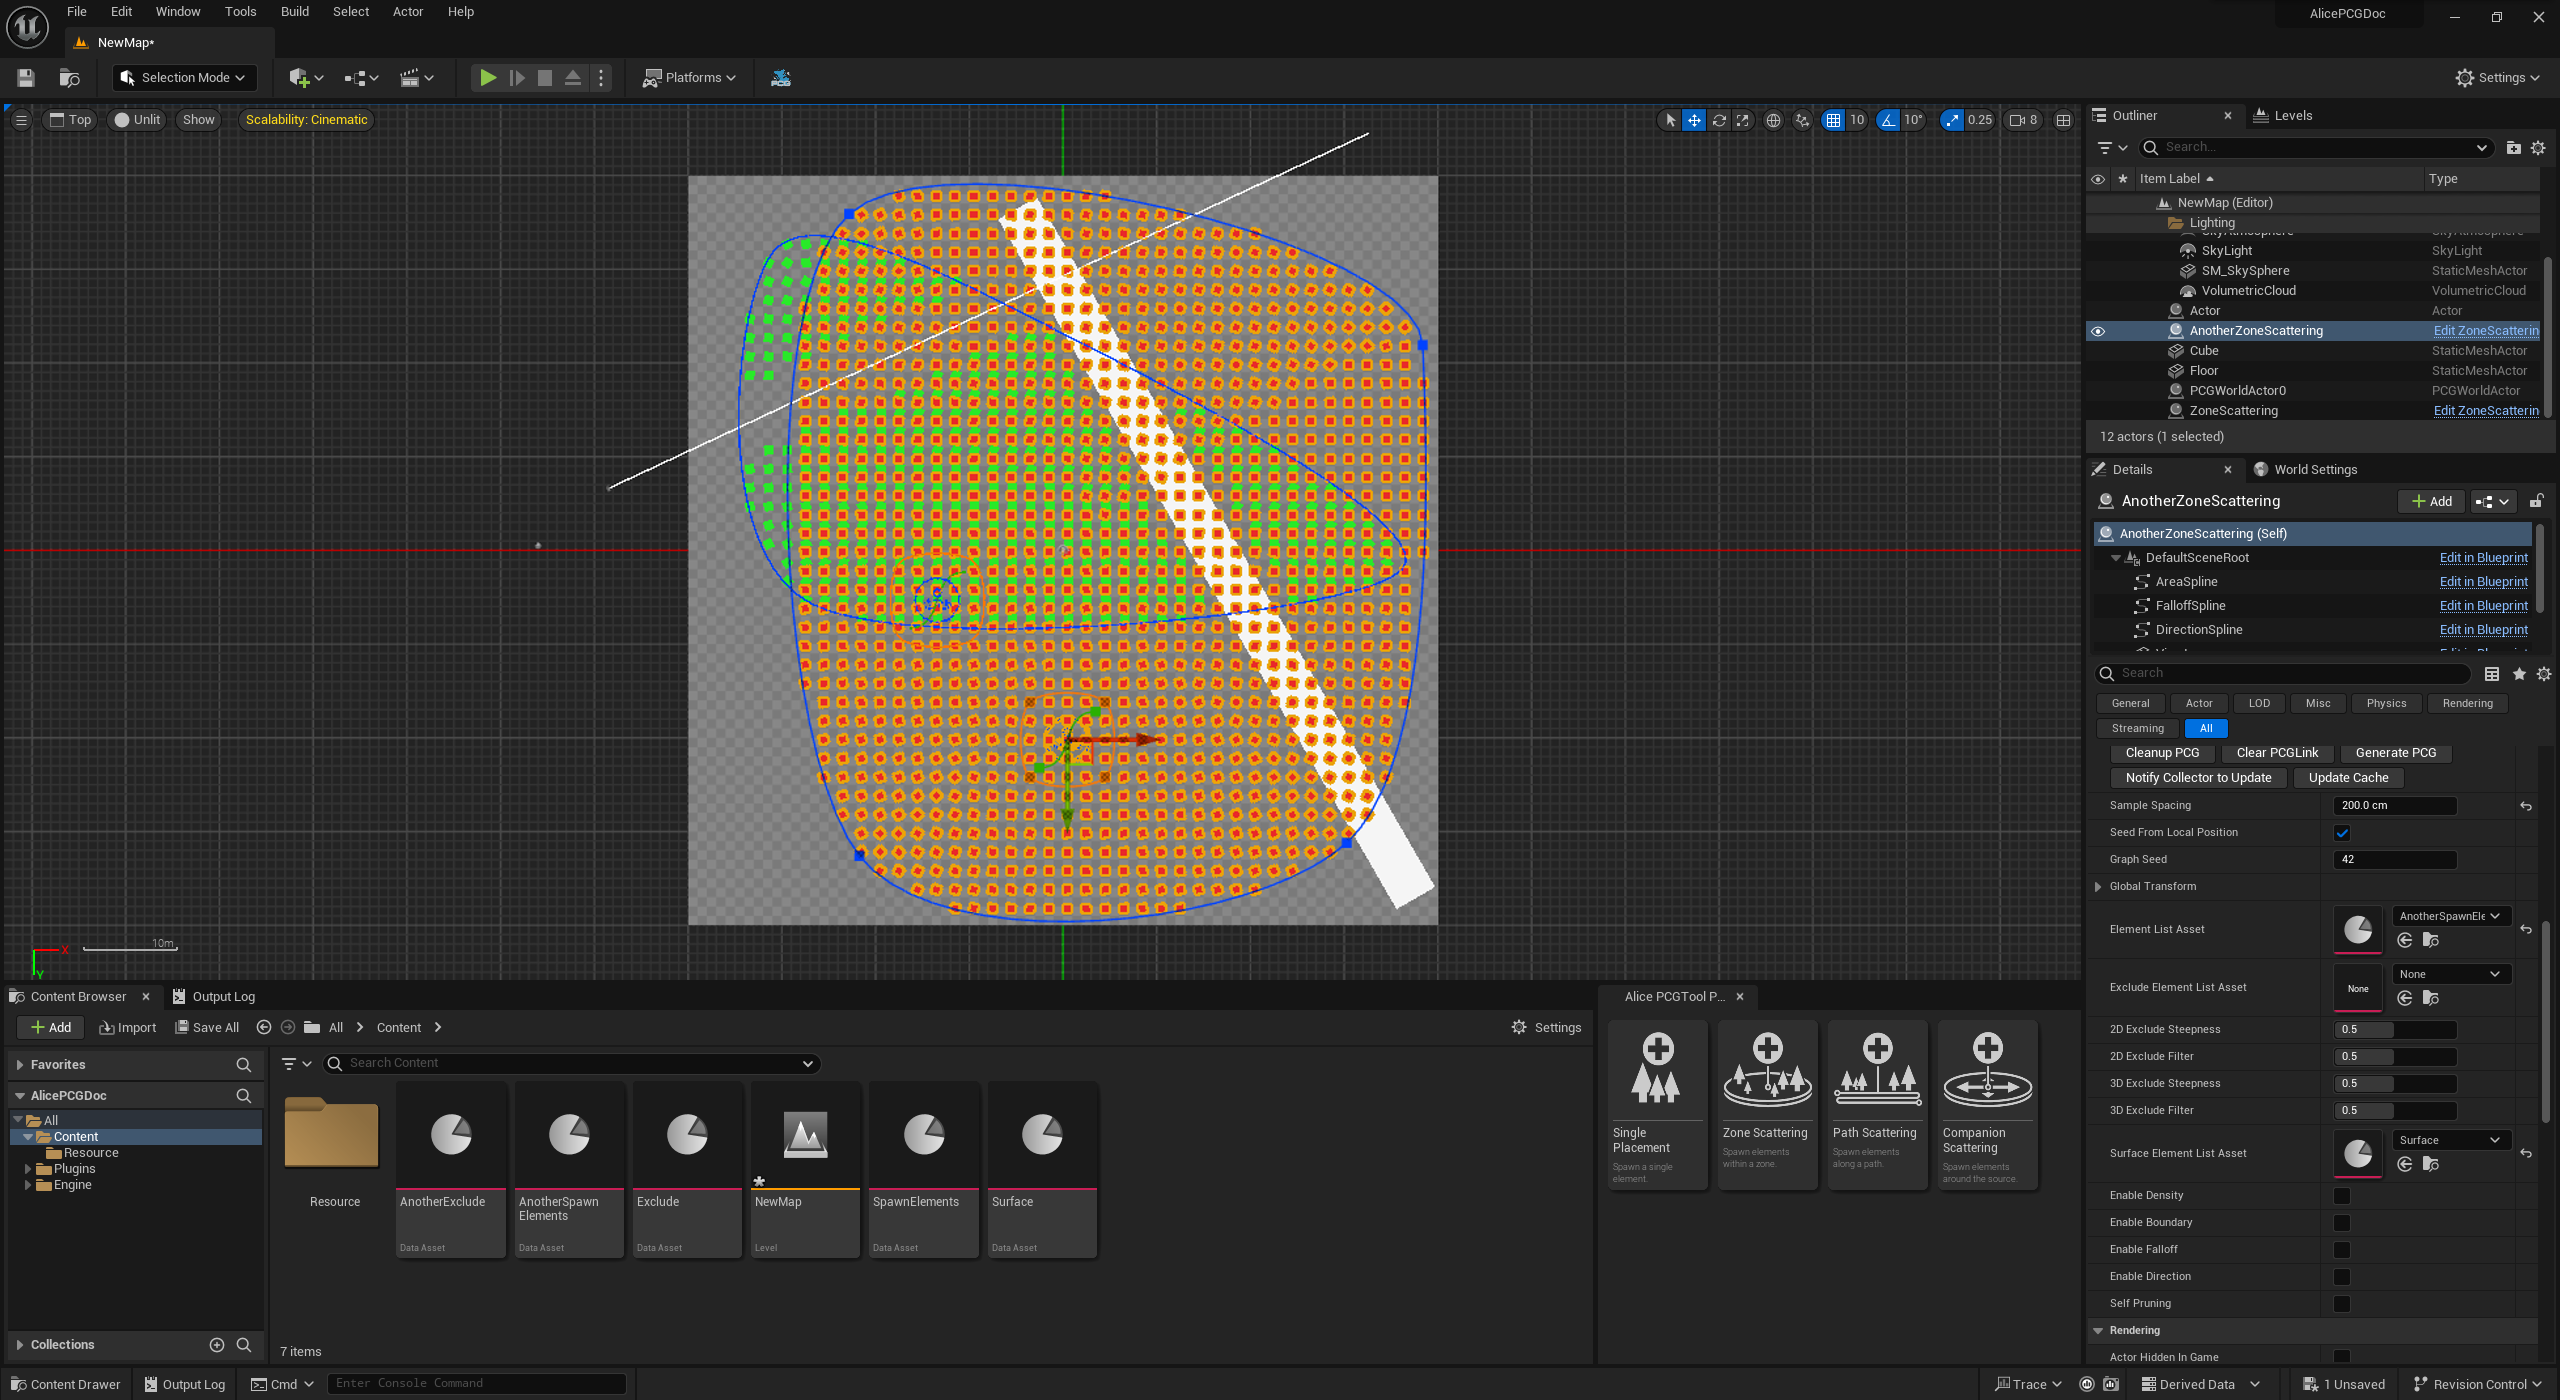 File Edit Window Tools Build Select Actor Help
AlicePCGDoc
NewMap*
Selection Mode
Platforms
Settings
Top
Unlit
Show
Scalability: Cinematic
10
10°
0.25
8
X
Y
10m
Outliner
Levels
Search...
Item Label
Type
NewMap (Editor)
Lighting
SkyLight SkyLight
SM_SkySphere StaticMeshActor
VolumetricCloud VolumetricCloud
Actor Actor
AnotherZoneScattering Edit ZoneScatterin
Cube StaticMeshActor
Floor StaticMeshActor
PCGWorldActor0 PCGWorldActor
ZoneScattering Edit ZoneScatterin
12 actors (1 selected)
Details
World Settings
AnotherZoneScattering
Add
AnotherZoneScattering (Self)
DefaultSceneRoot Edit in Blueprint
AreaSpline Edit in Blueprint
FalloffSpline Edit in Blueprint
DirectionSpline Edit in Blueprint
Search
General Actor LOD Misc Physics Rendering
Streaming All
Cleanup PCG Clear PCGLink Generate PCG
Notify Collector to Update Update Cache
Sample Spacing 200.0 cm
Seed From Local Position
Graph Seed 42
Global Transform
Element List Asset AnotherSpawnEle
Exclude Element List Asset None None
2D Exclude Steepness 0.5
2D Exclude Filter 0.5
3D Exclude Steepness 0.5
3D Exclude Filter 0.5
Surface Element List Asset Surface
Enable Density
Enable Boundary
Enable Falloff
Enable Direction
Self Pruning
Rendering
Actor Hidden In Game
Content Browser
Output Log
Add
Import
Save All
All
Content
Settings
Favorites
AlicePCGDoc
All
Content
Resource
Plugins
Engine
Collections
Search Content
Resource
AnotherExclude
Data Asset
AnotherSpawn
Elements
Data Asset
Exclude
Data Asset
NewMap
Level
SpawnElements
Data Asset
Surface
Data Asset
7 items
Alice PCGTool P...
Single
Placement
Spawn a single
element.
Zone Scattering
Spawn elements
within a zone.
Path Scattering
Spawn elements
along a path.
Companion
Scattering
Spawn elements
around the source.
Content Drawer
Output Log
Cmd
Enter Console Command
Trace
Derived Data
1 Unsaved
Revision Control